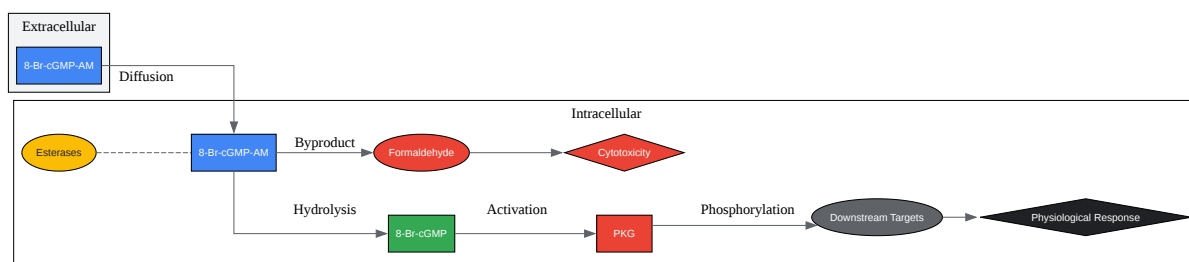 Extracellular
8-Br-cGMP-AM
Diffusion
Intracellular
Esterases
8-Br-cGMP-AM
Byproduct
Formaldehyde
Cytotoxicity
Hydrolysis
8-Br-cGMP
Activation
PKG
Phosphorylation
Downstream Targets
Physiological Response